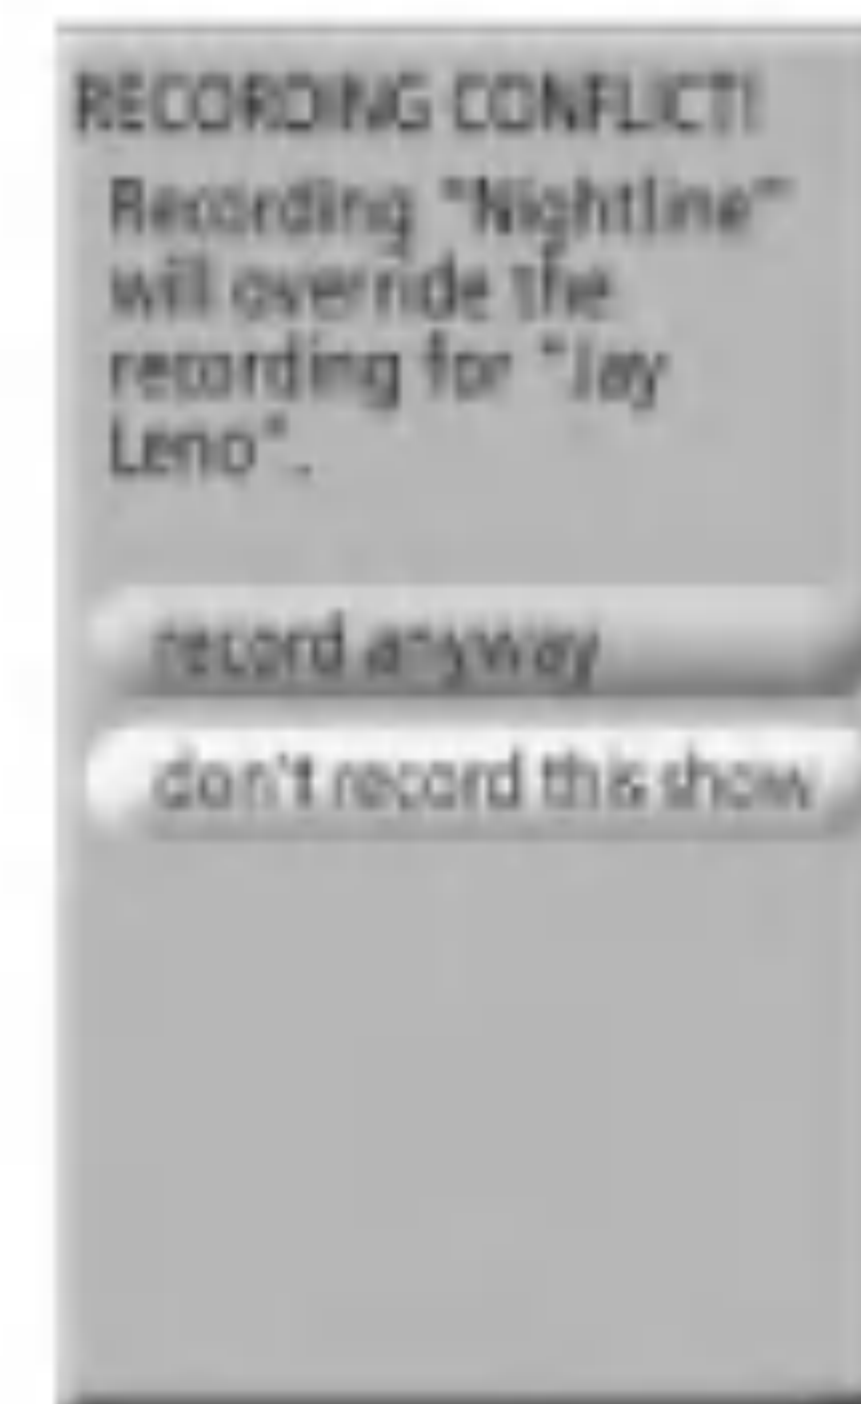 RECORDING CONFLICT!
Recording "Nightline"
will override the
recording for "Jay
Leno".
record anyway
don't record this show